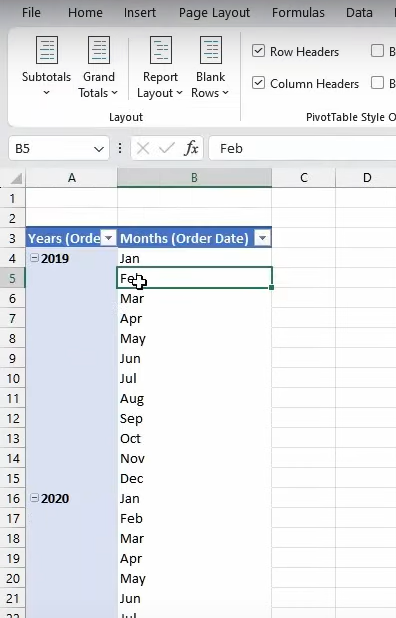 File Home Insert Page Layout Formulas Data
Subtotals Grand Totals Report Layout Blank Rows
Row Headers B
Column Headers B
Layout PivotTable Style O
B5 fx Feb
A B C D
1
2
3 Years (Orde Months (Order Date)
4 2019 Jan
5 Feb
6 Mar
7 Apr
8 May
9 Jun
10 Jul
11 Aug
12 Sep
13 Oct
14 Nov
15 Dec
16 2020 Jan
17 Feb
18 Mar
19 Apr
20 May
21 Jun